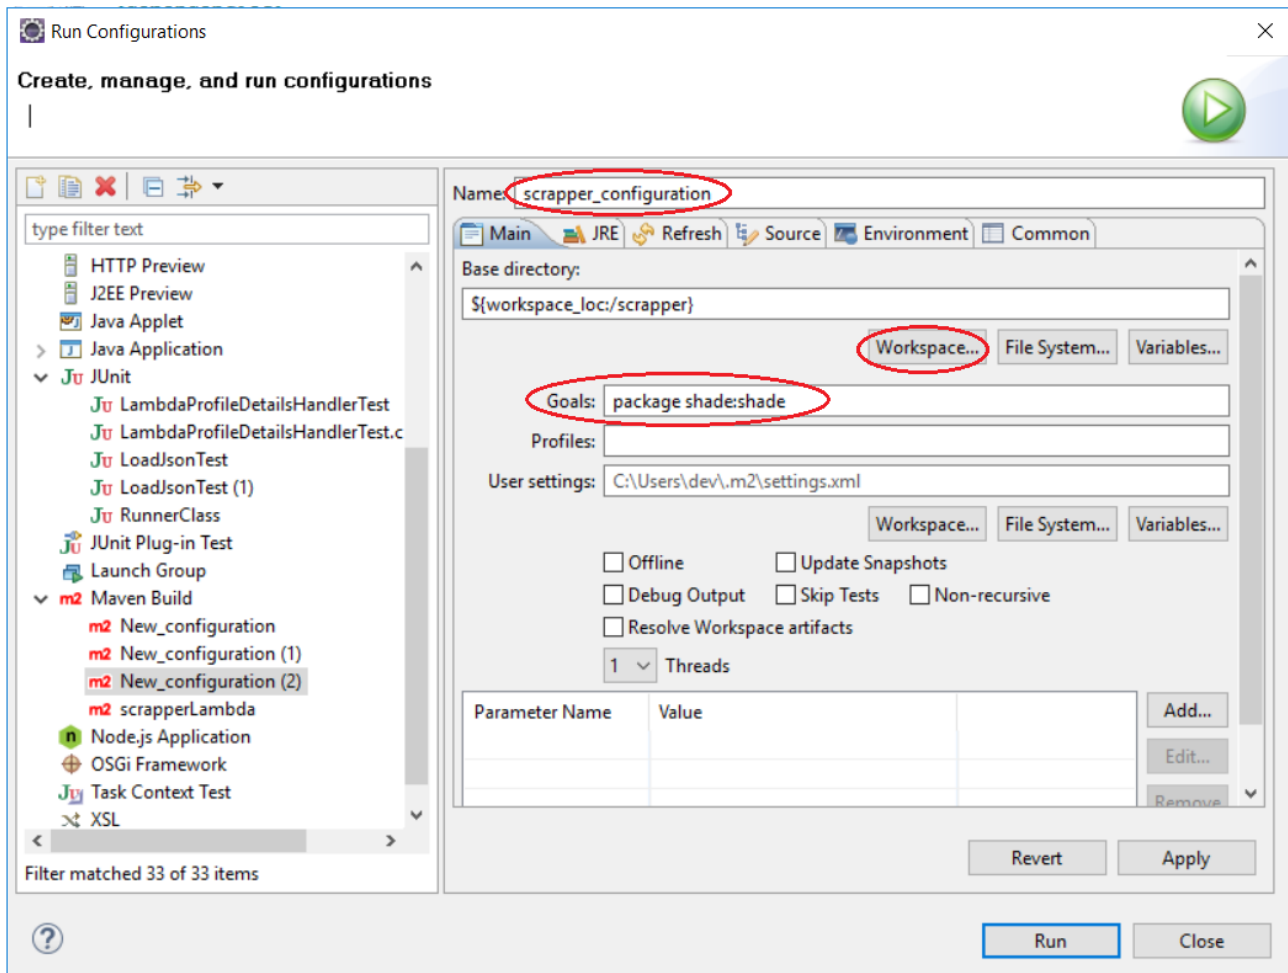 Run Configurations
Create, manage, and run configurations
type filter text
HTTP Preview
J2EE Preview
Java Applet
Java Application
JUnit
LambdaProfileDetailsHandlerTest
LambdaProfileDetailsHandlerTest.c
LoadJsonTest
LoadJsonTest (1)
RunnerClass
JUnit Plug-in Test
Launch Group
m2 Maven Build
m2 New_configuration
m2 New_configuration (1)
m2 New_configuration (2)
m2 scrapperLambda
Node.js Application
OSGi Framework
Task Context Test
XSL
Filter matched 33 of 33 items
Name: scrapper_configuration
Main JRE Refresh Source Environment Common
Base directory:
${workspace_loc:/scrapper}
Workspace... File System... Variables...
Goals: package shade:shade
Profiles:
User settings: C:\Users\dev\.m2\settings.xml
Workspace... File System... Variables...
Offline Update Snapshots
Debug Output Skip Tests Non-recursive
Resolve Workspace artifacts
1 Threads
Parameter Name Value Add...
Edit...
Remove
Revert Apply
Run Close